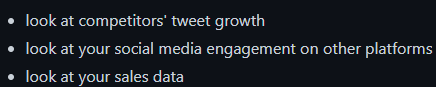 • look at competitors' tweet growth
• look at your social media engagement on other platforms
• look at your sales data